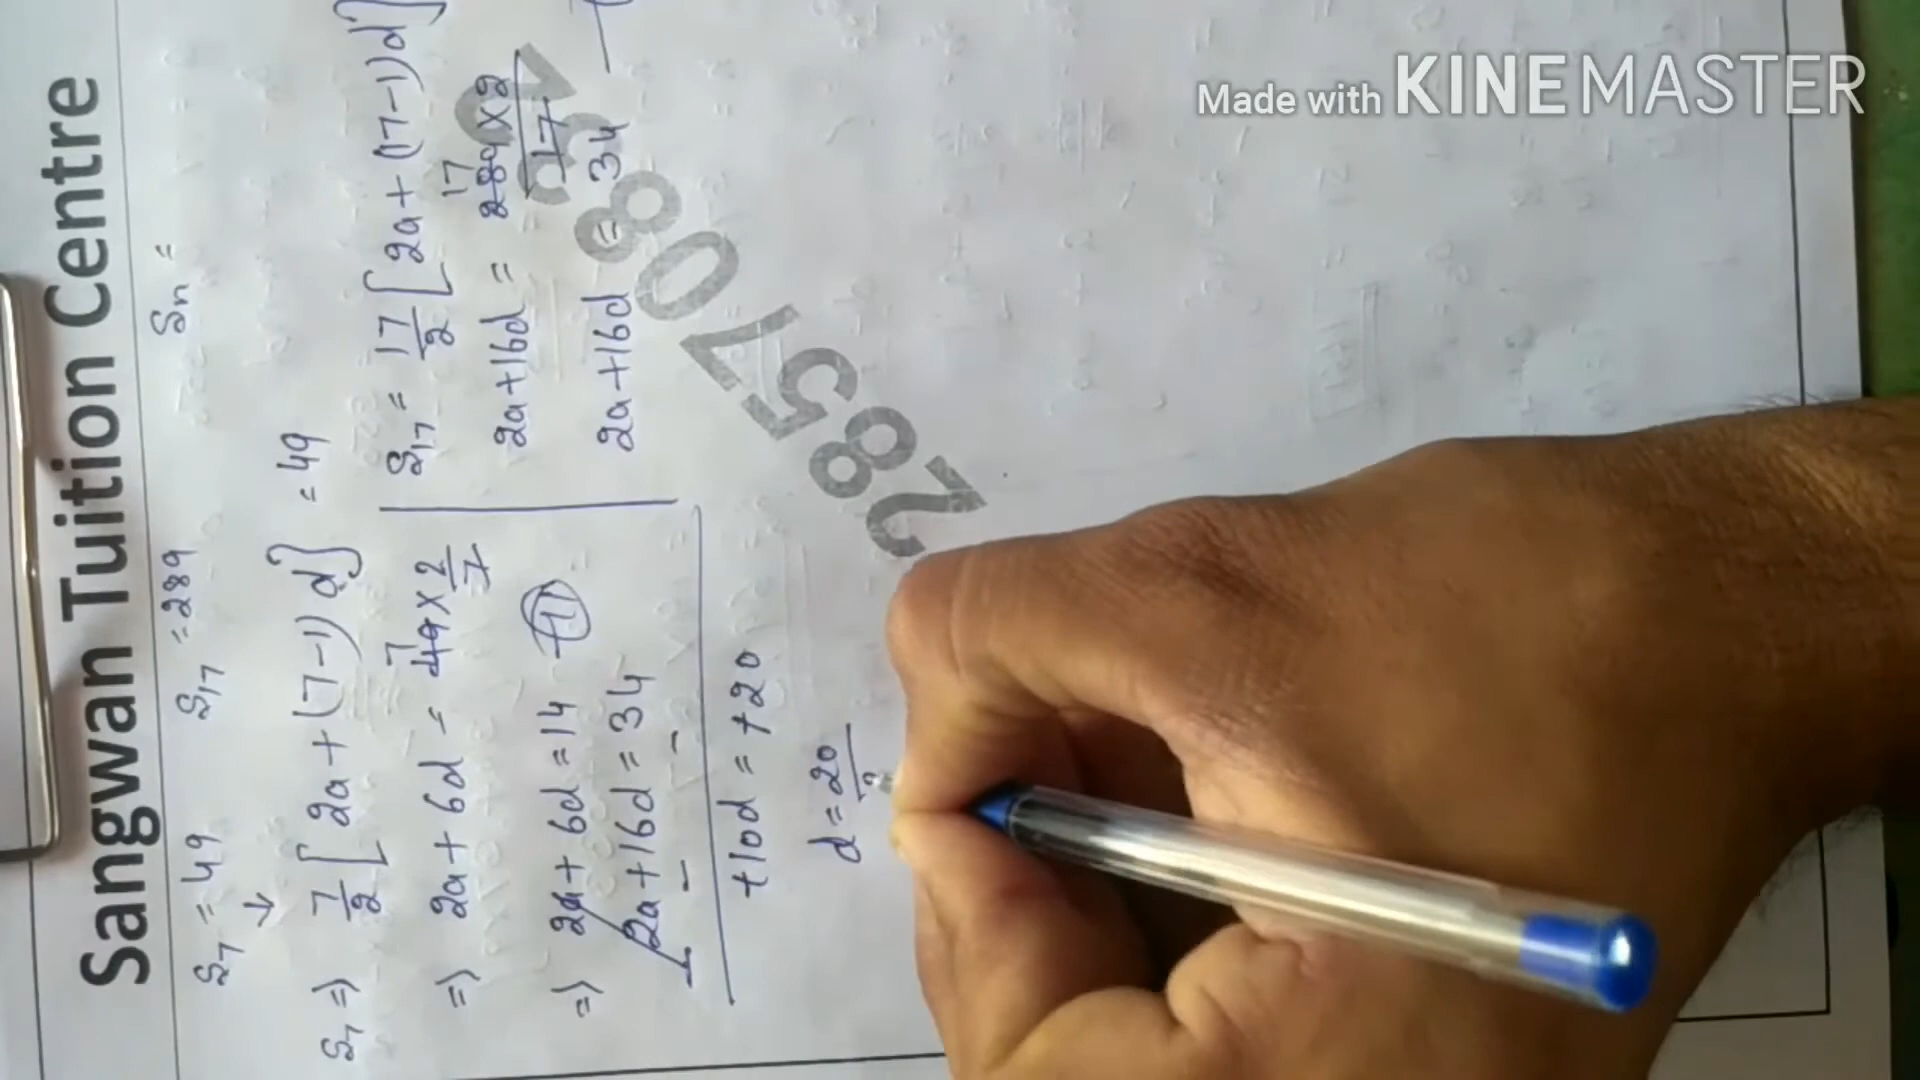 Made with KINEMASTER
Sangwan Tuition Centre
S7 = 49 S17 = 289 Sn =
↓
S7 => 7/2 [2a + (7-1) d] = 49
=> 2a + 6d = 7 49 × 2/7
=> 2a + 6d = 14
2a + 16d = 34
- - -
+10d = +20
d = 20/
S17 = 17/2 [2a + (17-1)d]
2a+16d = 17 289 × 2/17
2a+16d = 34